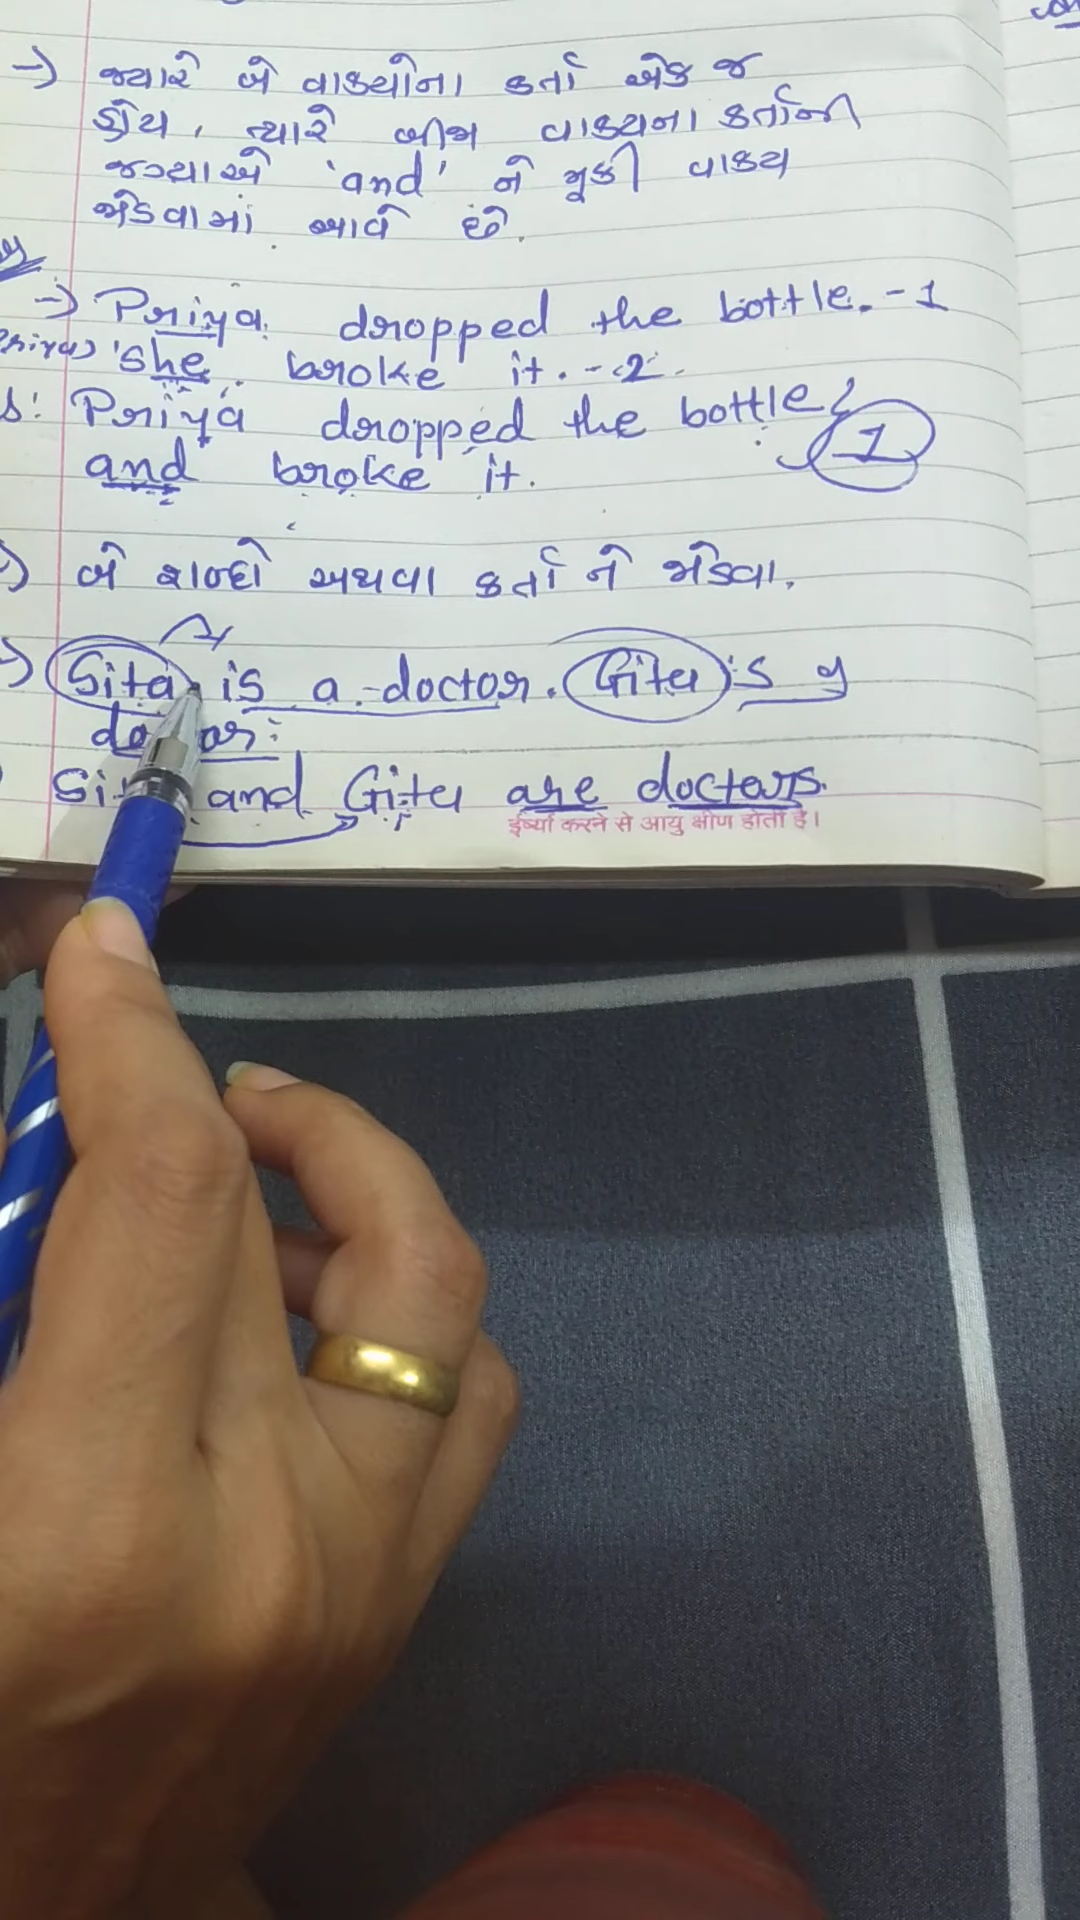 → જ્યારે બે વાક્યોના કર્તા એક જ
હોય, ત્યારે બીજા વાક્યના કર્તાની
જગ્યાએ 'and' ને મૂકી વાક્ય
જોડવામાં આવે છે.
→ Priya dropped the bottle. -1
she broke it. -2.
Priya dropped the bottle 1
and broke it.
બે શબ્દો અથવા કર્તા ને જોડવા.
Sita is a doctor. Gita is a
and Gita are doctors.
ईर्ष्या करने से आयु क्षीण होती है।